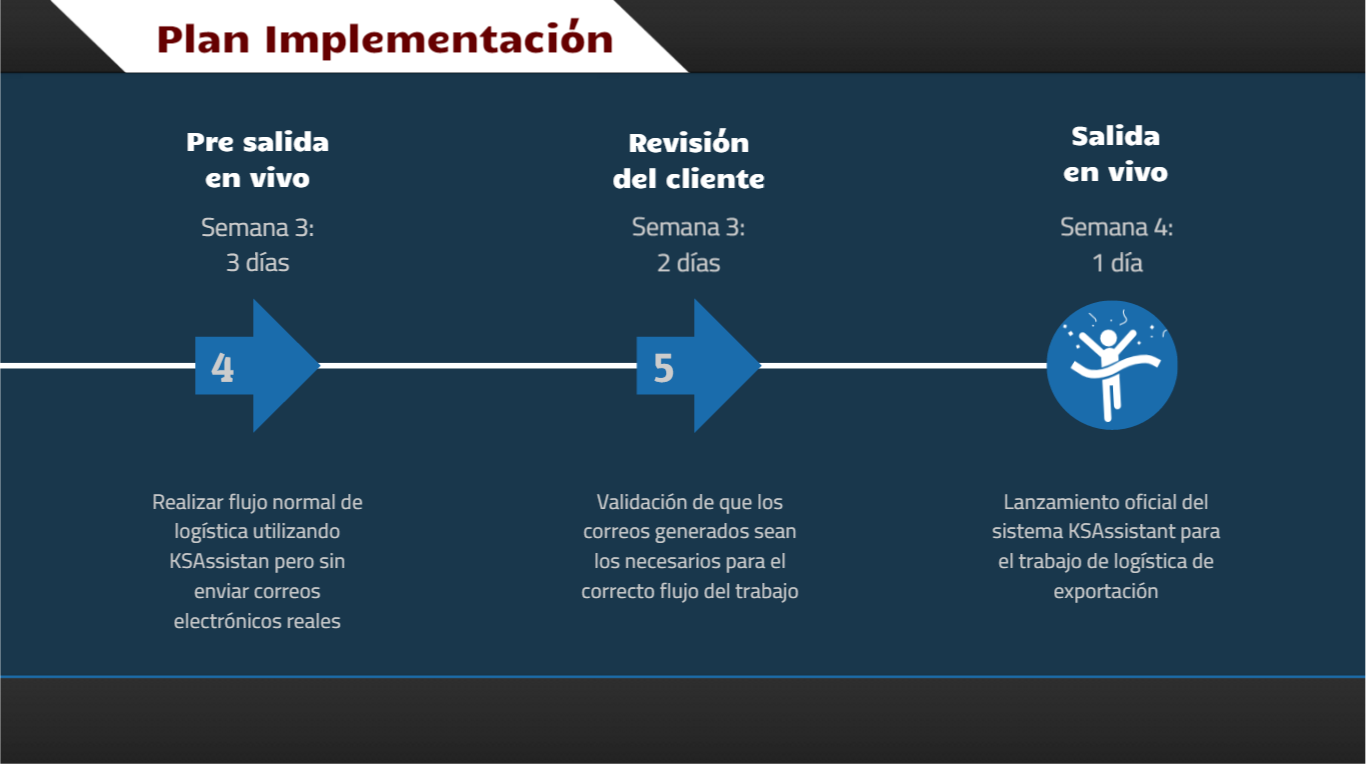 Plan Implementación
Pre salida
en vivo
Semana 3:
3 días
4
Realizar flujo normal de
logística utilizando
KSAssistan pero sin
enviar correos
electrónicos reales
Revisión
del cliente
Semana 3:
2 días
5
Validación de que los
correos generados sean
los necesarios para el
correcto flujo del trabajo
Salida
en vivo
Semana 4:
1 día
Lanzamiento oficial del
sistema KSAssistant para
el trabajo de logística de
exportación